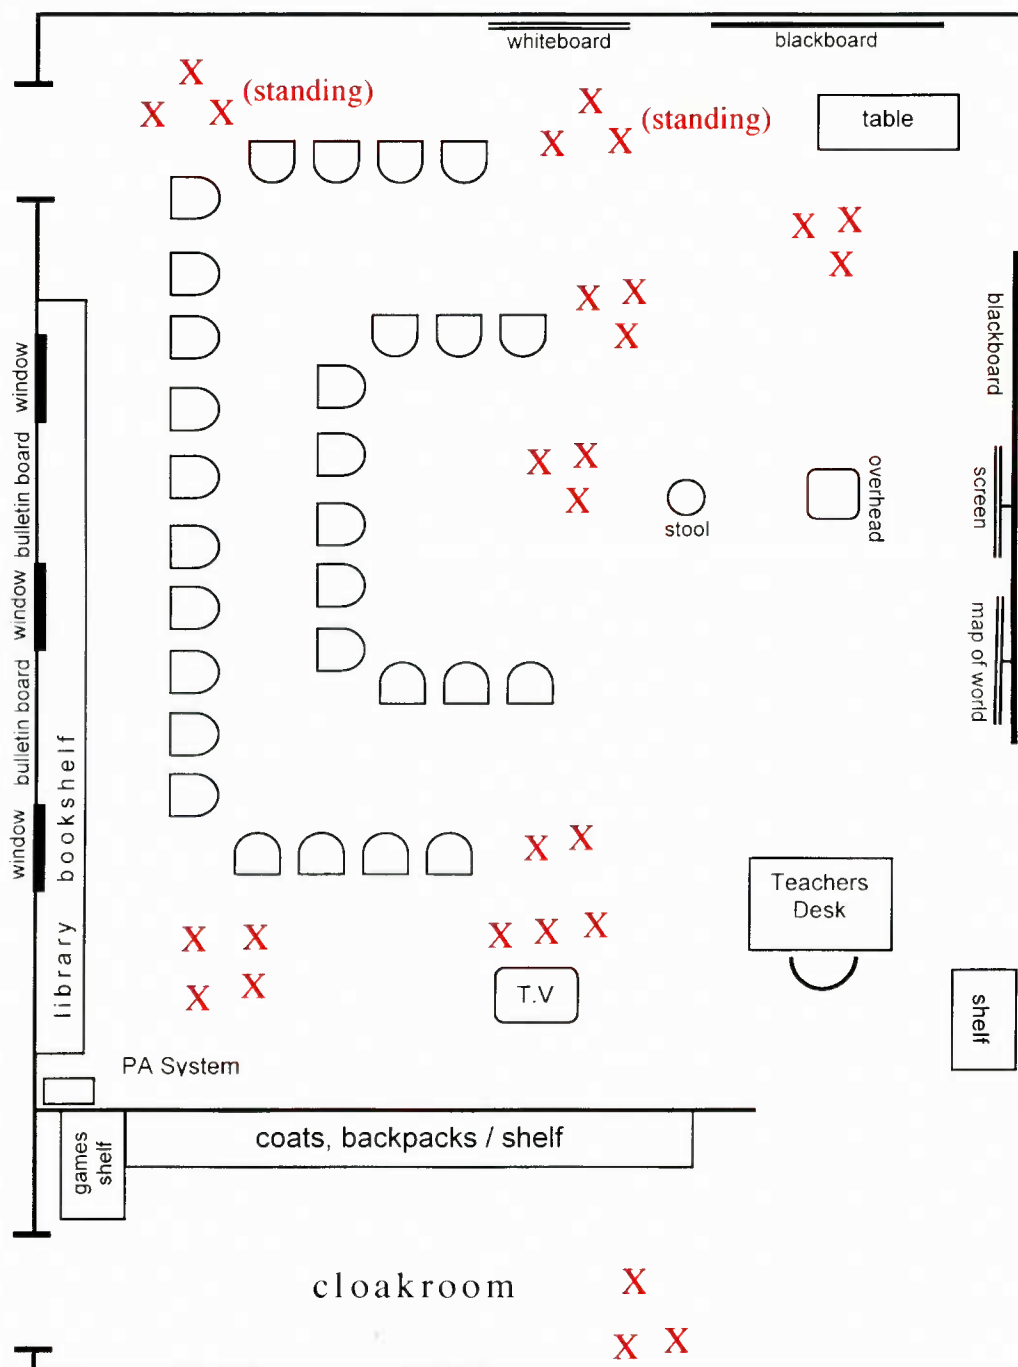 whiteboard
blackboard
X
X X (standing)
X
X X (standing)
table
X X
X
X X
X
blackboard
window
bulletin board
window
bulletin board
window
X X
X
stool
overhead
screen
map of world
library bookshelf
X X
Teachers
Desk
X X
X X
X X X
T.V
shelf
PA System
games
shelf
coats, backpacks / shelf
cloakroom
X
X X